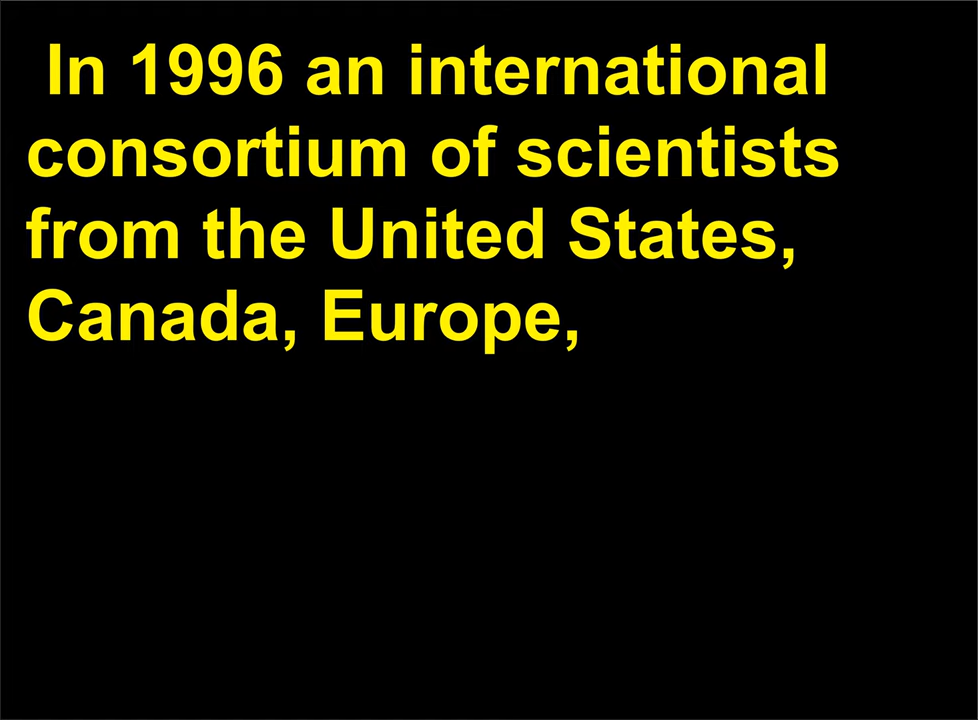 In 1996 an international
consortium of scientists
from the United States,
Canada, Europe,